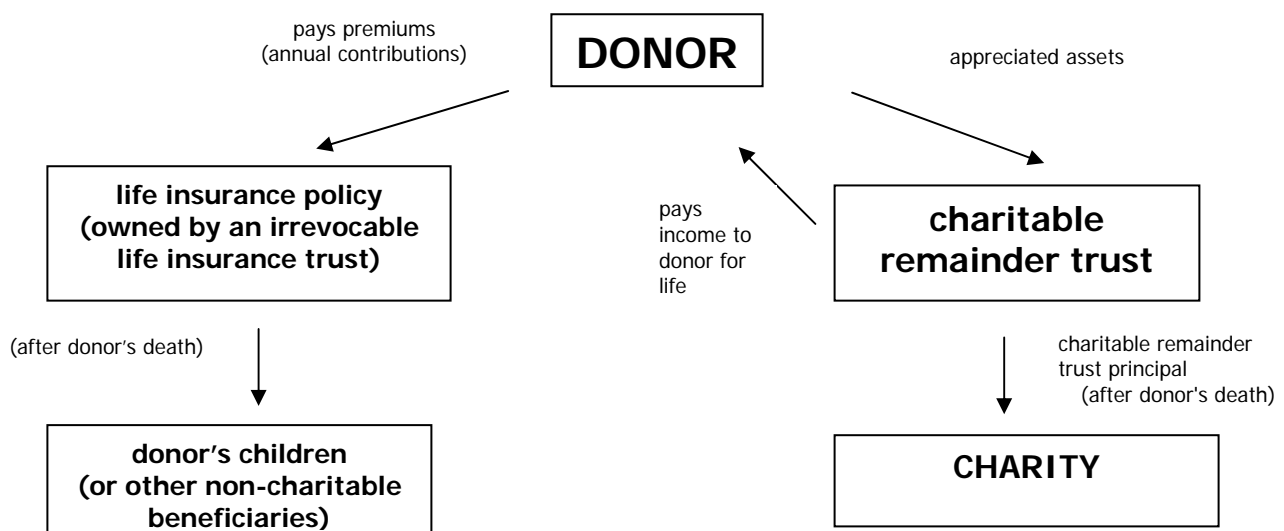 pays premiums
(annual contributions)
DONOR
appreciated assets
life insurance policy
(owned by an irrevocable
life insurance trust)
pays
income to
donor for
life
charitable
remainder trust
(after donor’s death)
charitable remainder
trust principal
(after donor's death)
donor’s children
(or other non-charitable
beneficiaries)
CHARITY